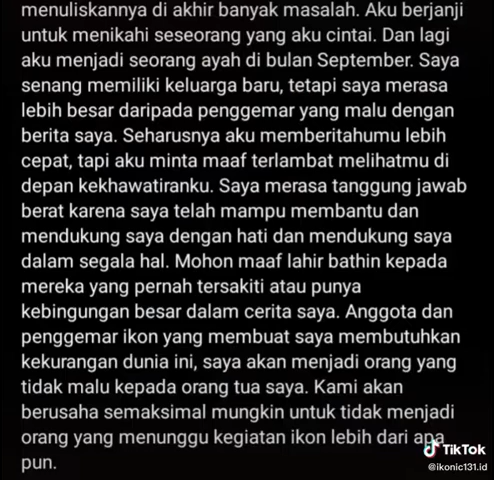 menuliskannya di akhir banyak masalah. Aku berjanji
untuk menikahi seseorang yang aku cintai. Dan lagi
aku menjadi seorang ayah di bulan September. Saya
senang memiliki keluarga baru, tetapi saya merasa
lebih besar daripada penggemar yang malu dengan
berita saya. Seharusnya aku memberitahumu lebih
cepat, tapi aku minta maaf terlambat melihatmu di
depan kekhawatiranku. Saya merasa tanggung jawab
berat karena saya telah mampu membantu dan
mendukung saya dengan hati dan mendukung saya
dalam segala hal. Mohon maaf lahir bathin kepada
mereka yang pernah tersakiti atau punya
kebingungan besar dalam cerita saya. Anggota dan
penggemar ikon yang membuat saya membutuhkan
kekurangan dunia ini, saya akan menjadi orang yang
tidak malu kepada orang tua saya. Kami akan
berusaha semaksimal mungkin untuk tidak menjadi
orang yang menunggu kegiatan ikon lebih dari apa
pun.
TikTok
@ikonic131.id